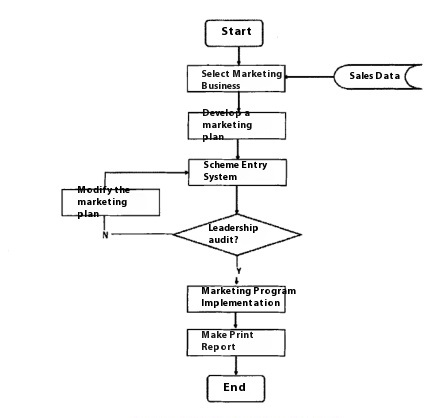 Start
Select Marketing
Business
Sales Data
Develop a
marketing
plan
Scheme Entry
System
Modify the
marketing
plan
Leadership
audit?
N
Y
Marketing Program
Implementation
Make Print
Report
End